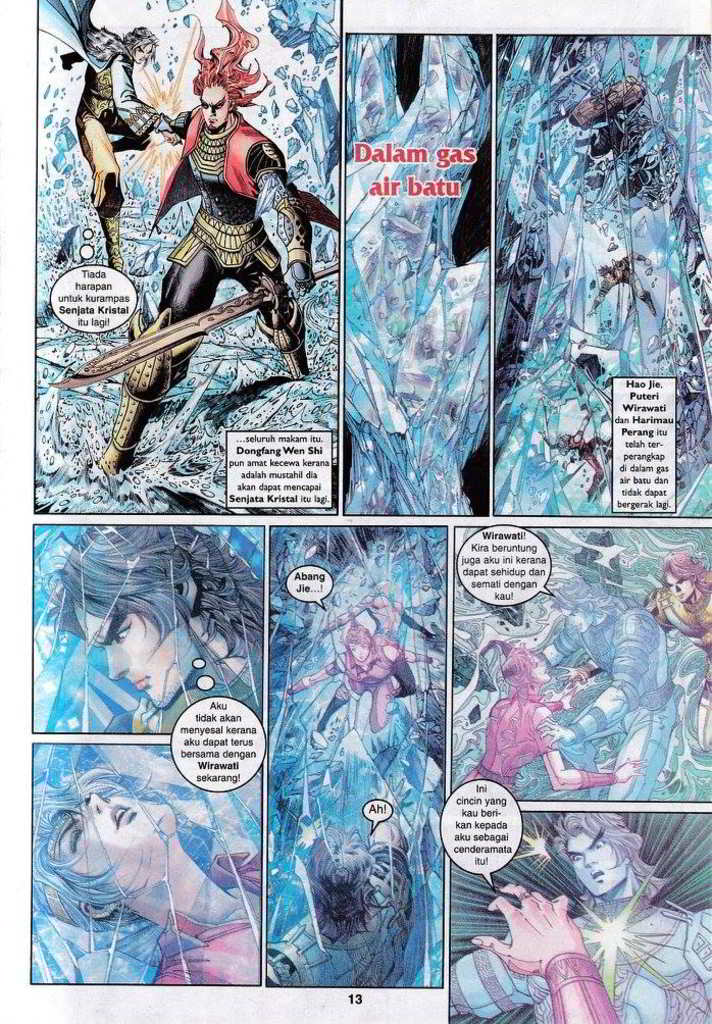 Tiada
harapan
untuk kurampas
Senjata Kristal
itu lagi!
...seluruh makam itu.
Dongfang Wen Shi
pun amat kecewa kerana
adalah mustahil dia
akan dapat mencapai
Senjata Kristal itu lagi.
Dalam gas
air batu
Hao Jie,
Puteri
Wirawati
dan Harimau
Perang itu
telah ter-
perangkap
di dalam gas
air batu dan
tidak dapat
bergerak lagi.
Aku
tidak akan
menyesal kerana
aku dapat terus
bersama dengan
Wirawati
sekarang!
Abang
Jie...!
Ah!
Wirawati!
Kira beruntung
juga aku ini kerana
dapat sehidup dan
semati dengan
kau!
Ini
cincin yang
kau beri-
kan kepada
aku sebagai
cenderamata
itu!
13